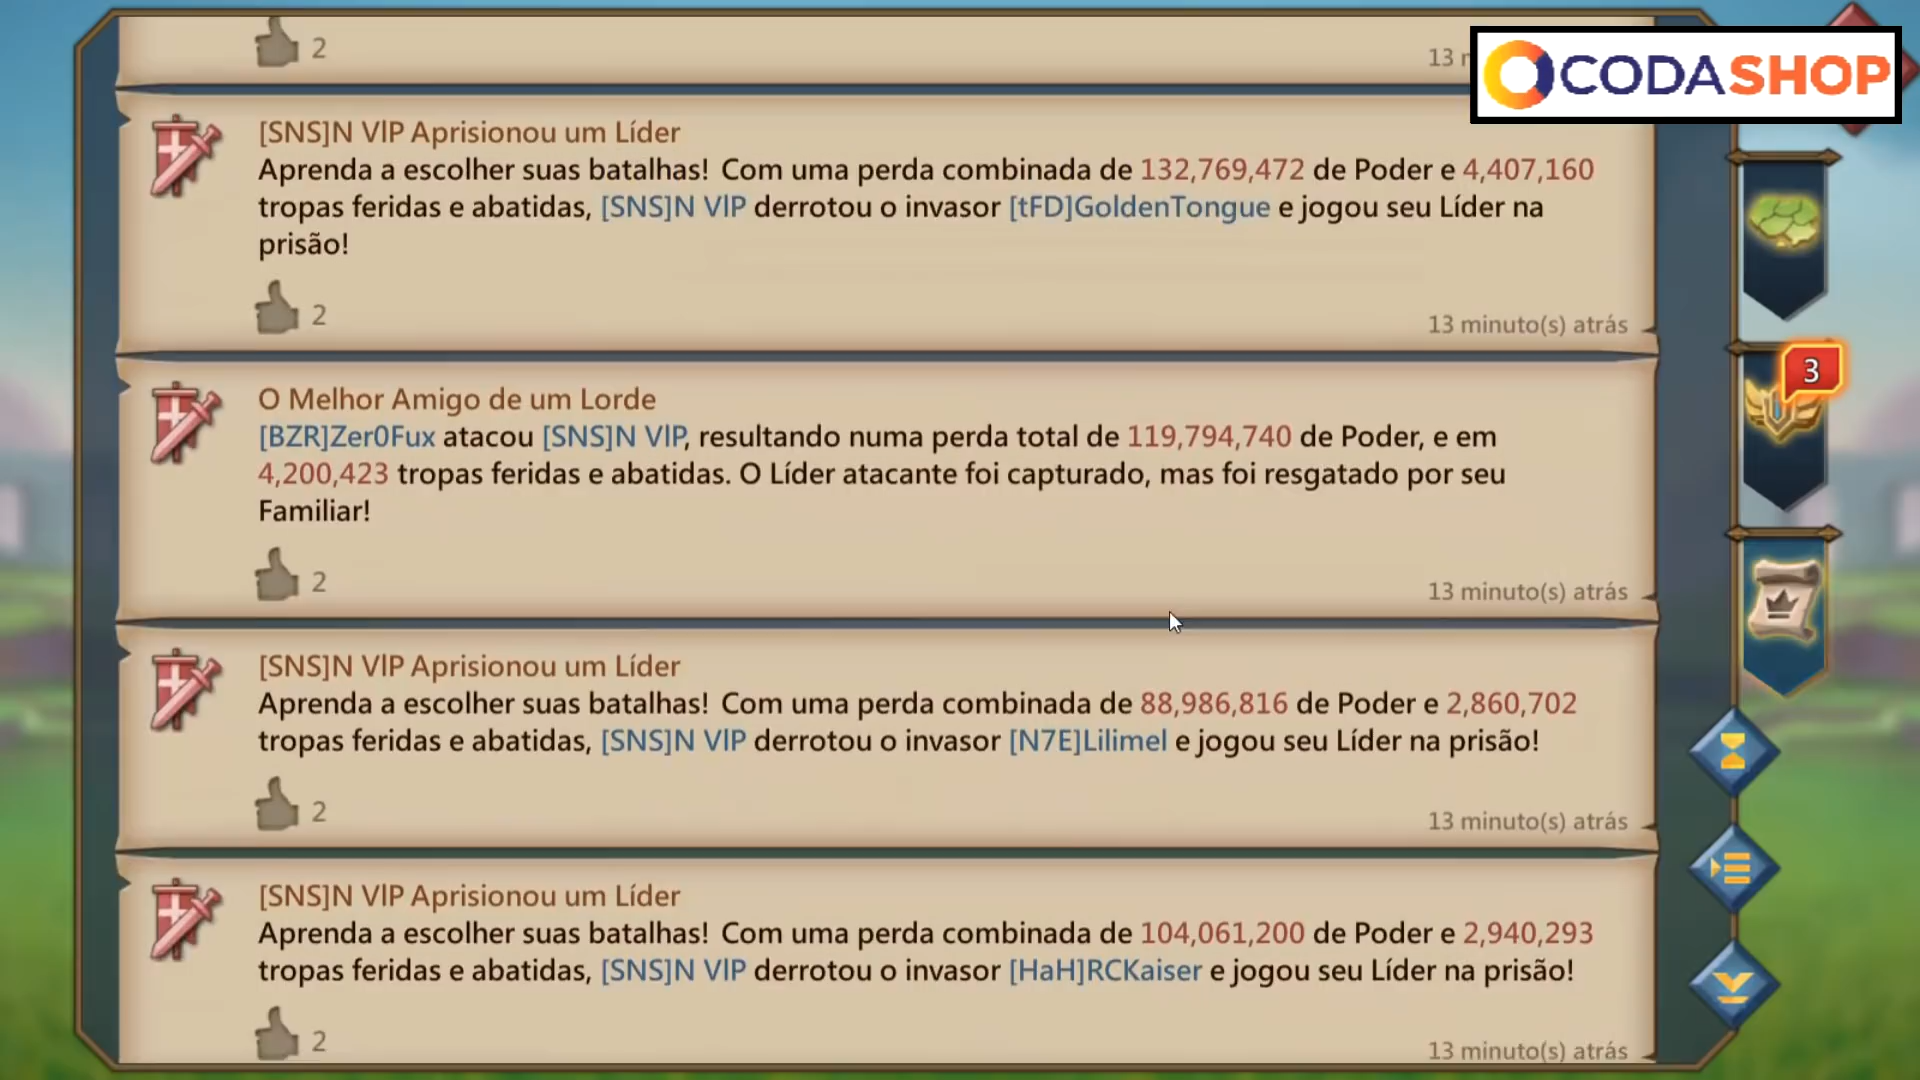 2
13
CODASHOP
[SNS]N VlP Aprisionou um Líder
Aprenda a escolher suas batalhas! Com uma perda combinada de 132,769,472 de Poder e 4,407,160
tropas feridas e abatidas, [SNS]N VlP derrotou o invasor [tFD]GoldenTongue e jogou seu Líder na
prisão!
2
13 minuto(s) atrás
3
O Melhor Amigo de um Lorde
[BZR]Zer0Fux atacou [SNS]N VlP, resultando numa perda total de 119,794,740 de Poder, e em
4,200,423 tropas feridas e abatidas. O Líder atacante foi capturado, mas foi resgatado por seu
Familiar!
2
13 minuto(s) atrás
[SNS]N VlP Aprisionou um Líder
Aprenda a escolher suas batalhas! Com uma perda combinada de 88,986,816 de Poder e 2,860,702
tropas feridas e abatidas, [SNS]N VlP derrotou o invasor [N7E]Lilimel e jogou seu Líder na prisão!
2
13 minuto(s) atrás
[SNS]N VlP Aprisionou um Líder
Aprenda a escolher suas batalhas! Com uma perda combinada de 104,061,200 de Poder e 2,940,293
tropas feridas e abatidas, [SNS]N VlP derrotou o invasor [HaH]RCKaiser e jogou seu Líder na prisão!
2
13 minuto(s) atrás